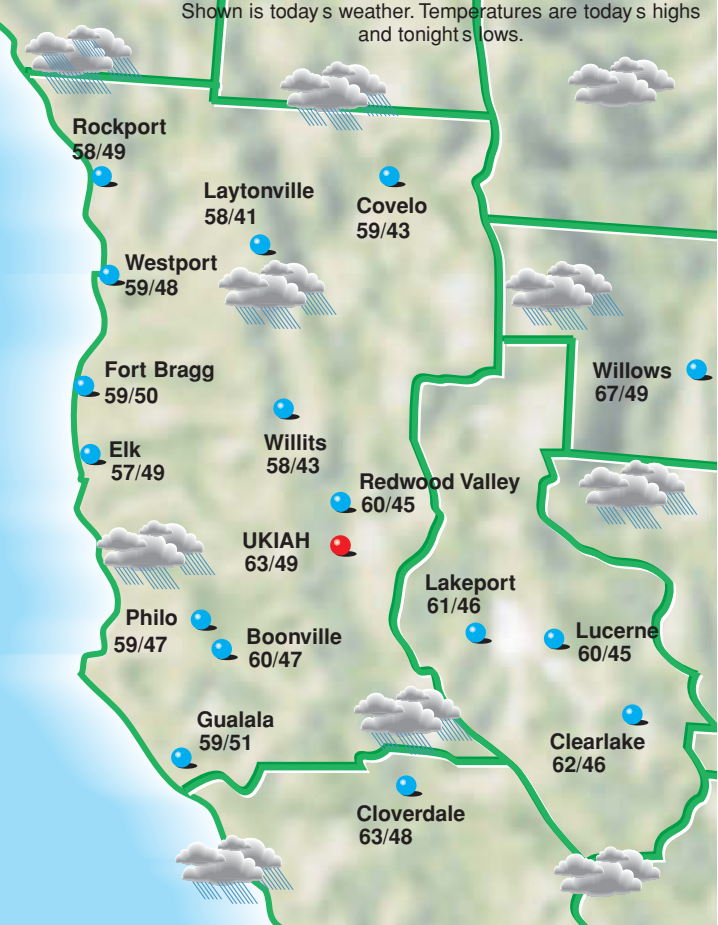 Shown is today s weather. Temperatures are today s highs
and tonight s lows.
Rockport
58/49
Laytonville
58/41
Covelo
59/43
Westport
59/48
Fort Bragg
59/50
Willows
67/49
Elk
57/49
Willits
58/43
Redwood Valley
60/45
UKIAH
63/49
Lakeport
61/46
Philo
59/47
Boonville
60/47
Lucerne
60/45
Gualala
59/51
Clearlake
62/46
Cloverdale
63/48